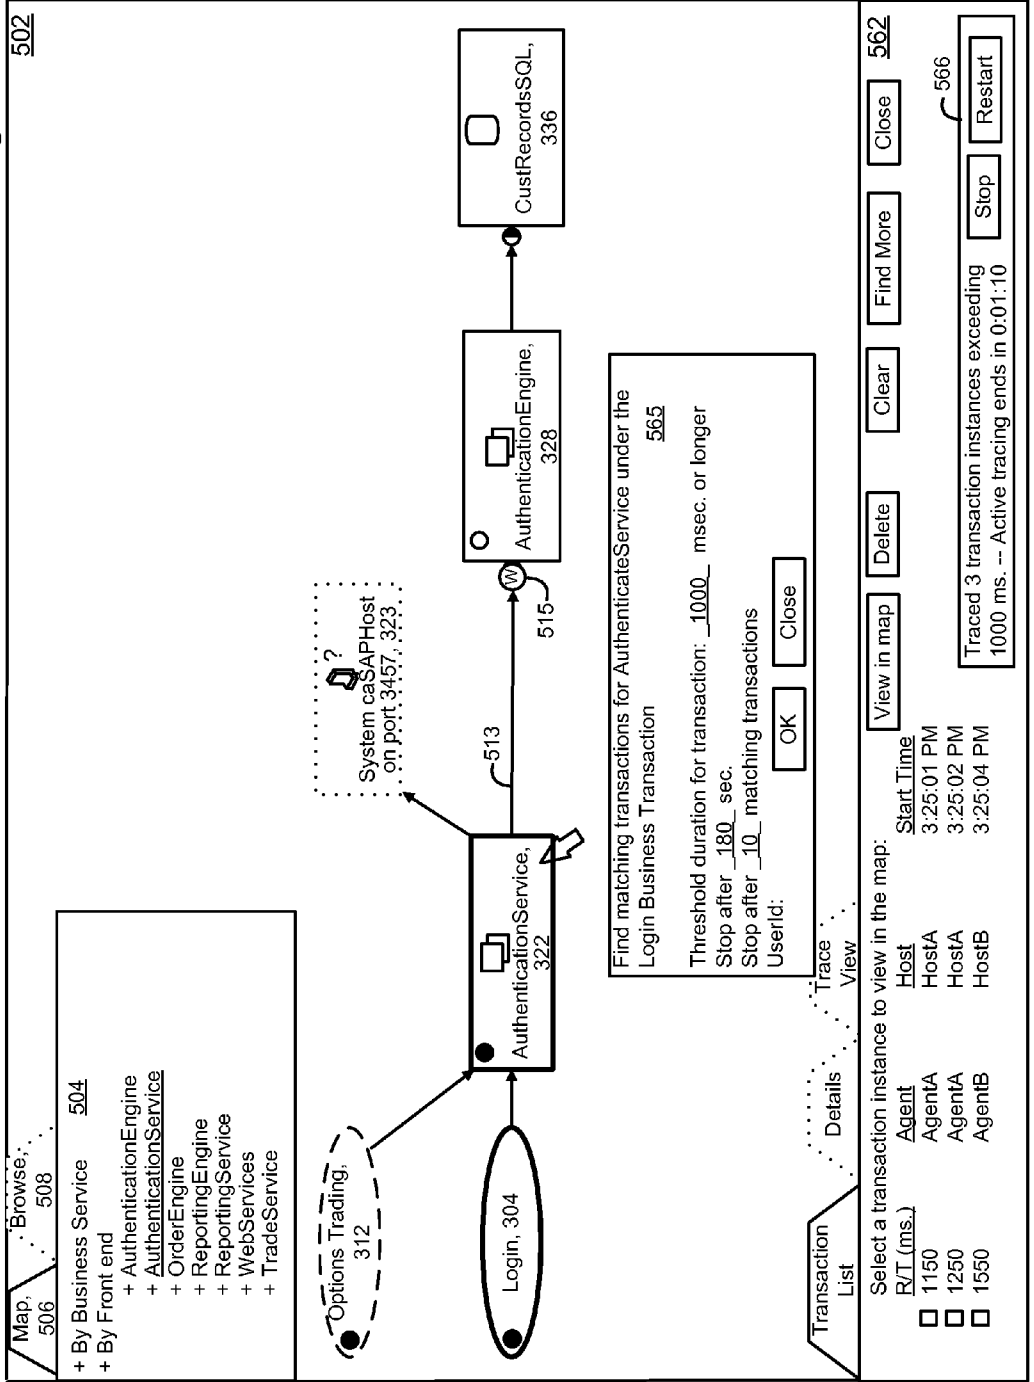 502
Map,
506
Browse,
508
+ By Business Service 504
+ By Front end
+ AuthenticationEngine
+ AuthenticationService
+ OrderEngine
+ ReportingEngine
+ ReportingService
+ WebServices
+ TradeService
Options Trading,
312
Login, 304
AuthenticationService,
322
?
System caSAPHost
on port 3457, 323
513
W
515
AuthenticationEngine,
328
CustRecordsSQL,
336
Find matching transactions for AuthenticateService under the
Login Business Transaction 565
Threshold duration for transaction: _1000_ msec. or longer
Stop after _180_ sec.
Stop after _10_ matching transactions
UserId:
OK Close
Transaction
List
Details
Trace
View
Select a transaction instance to view in the map:
View in map Delete Clear Find More Close 562
R/T (ms.) Agent Host Start Time
1150 AgentA HostA 3:25:01 PM
1250 AgentA HostA 3:25:02 PM
1550 AgentB HostB 3:25:04 PM
Traced 3 transaction instances exceeding
1000 ms. -- Active tracing ends in 0:01:10
Stop Restart
566